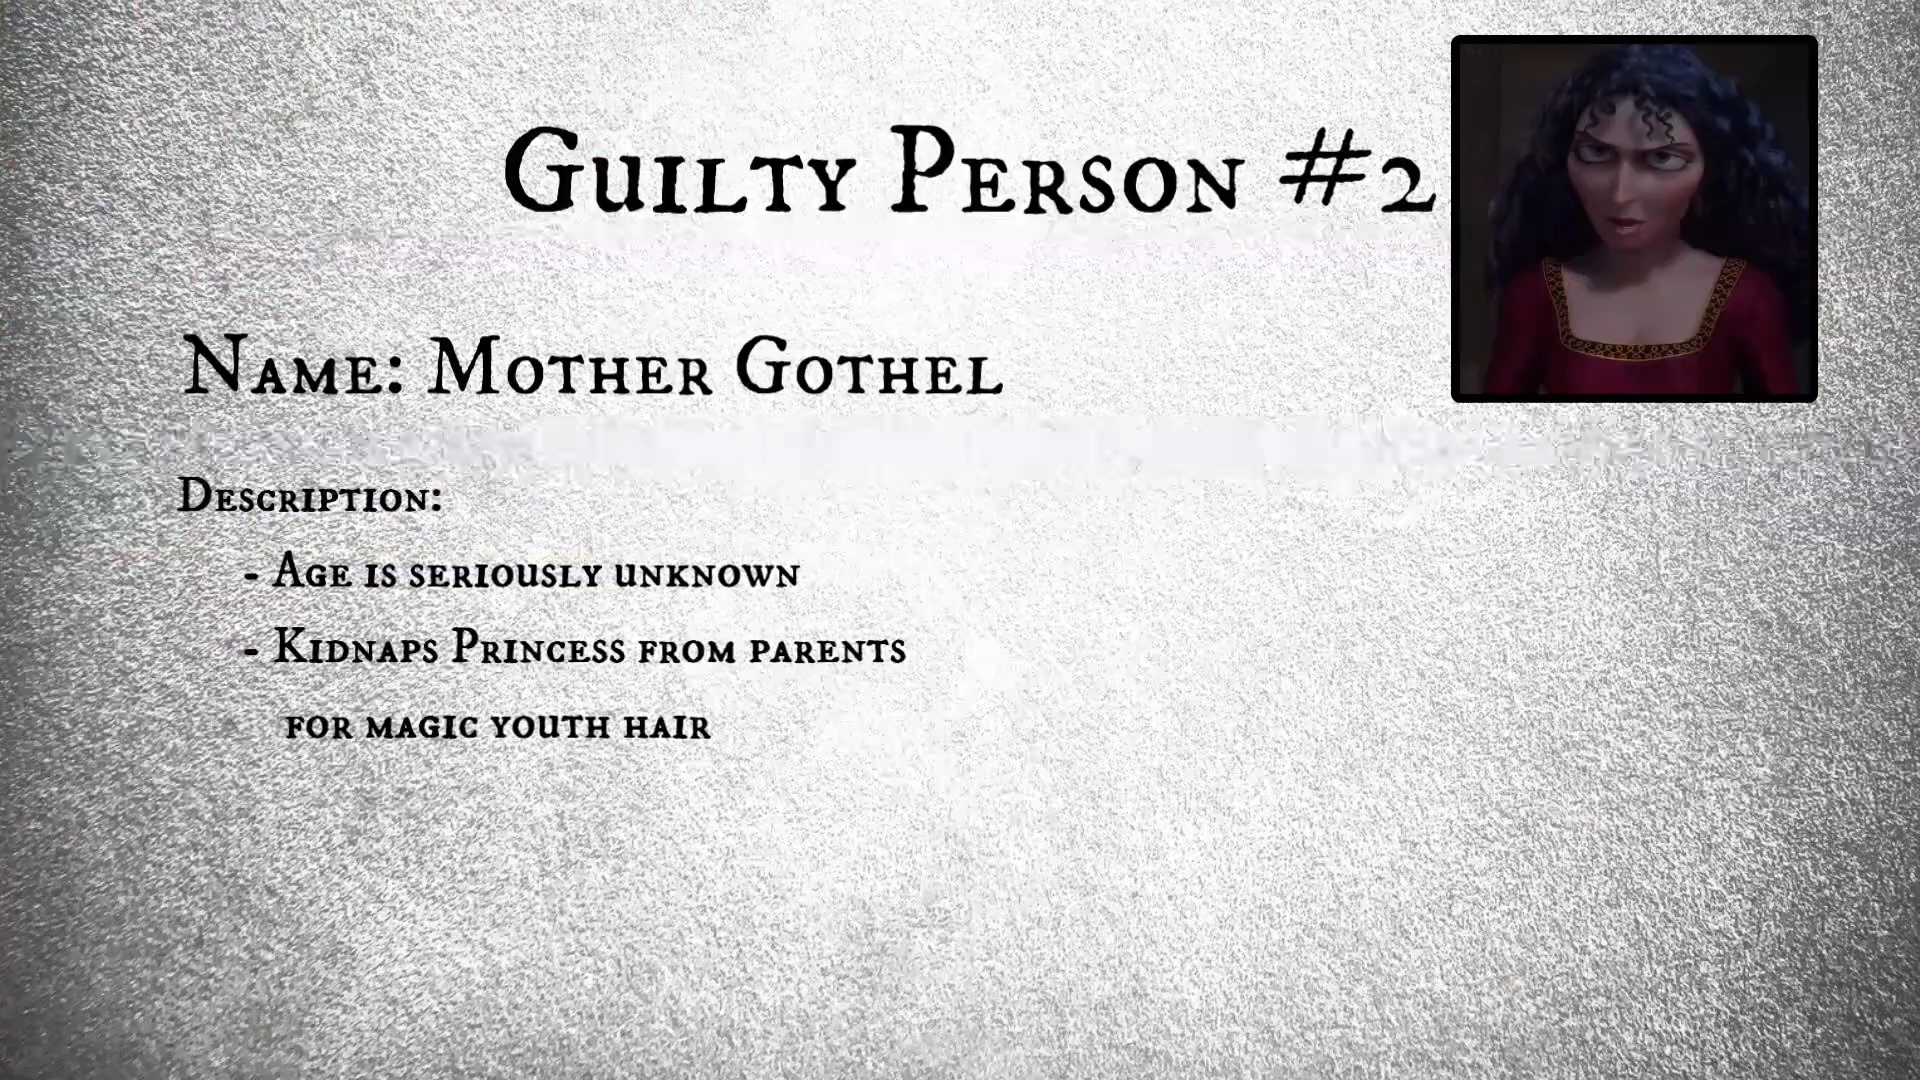 Guilty Person #2
Name: Mother Gothel
Description:
- Age is seriously unknown
- Kidnaps Princess from parents
for magic youth hair